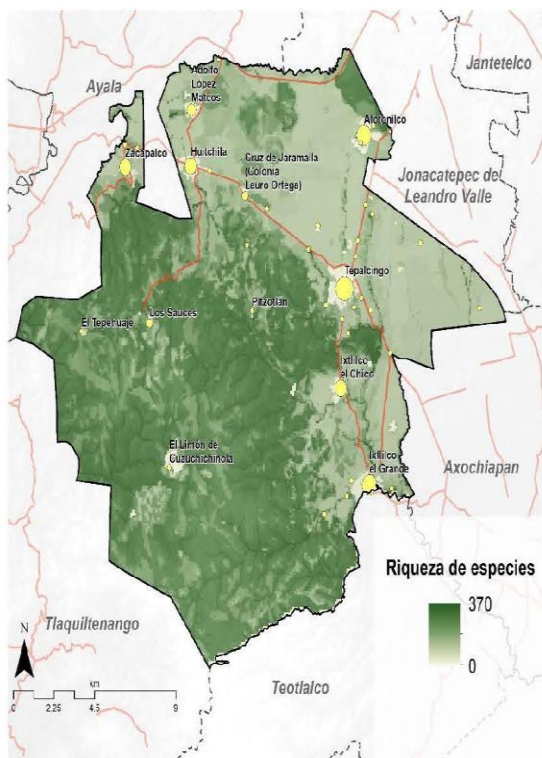 Ayala
Jantetelco
Adolfo
López
Mateos
Atotonilco
Zacapalco
Huitchila
Cruz de Jaramalla
(Colonia
Lauro Ortega)
Jonacatepec de
Leandro Valle
Tepalcingo
Pitzotlán
Los Sauces
El Tepehuaje
Ixtlilco
el Chico
El Limón de
Cuauchichinola
Ixtlilco
el Grande
Axochiapan
Riqueza de especies
370
0
Tlaquiltenango
N
km
0 2.25 4.5 9
Teotlalco